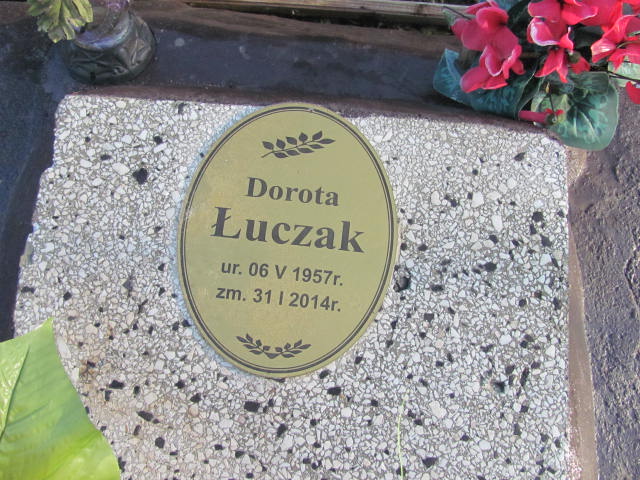 Dorota
Łuczak
ur. 06 V 1957r.
zm. 31 I 2014r.